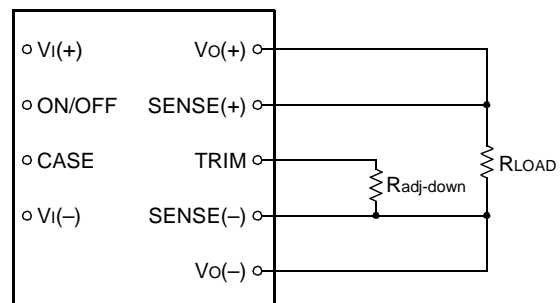 VI(+) VO(+)
ON/OFF SENSE(+)
CASE TRIM
RLOAD
Radj-down
VI(–) SENSE(–)
VO(–)